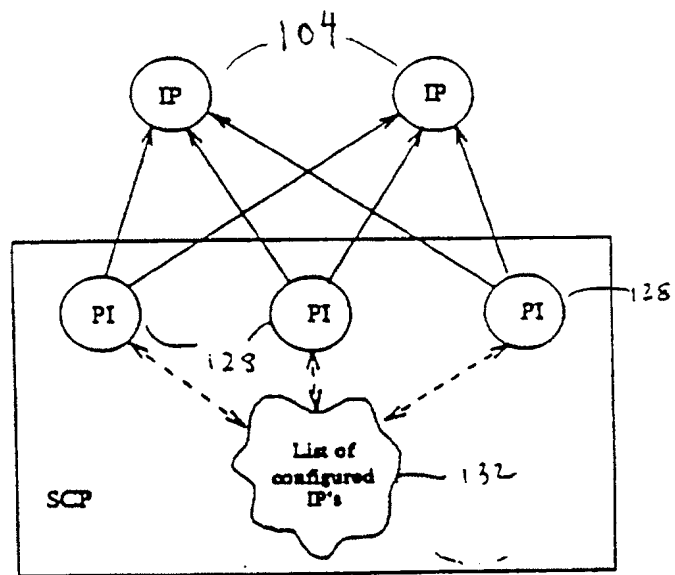 104
IP IP
PI PI PI 128
128
List of
configured
IP's
132
SCP